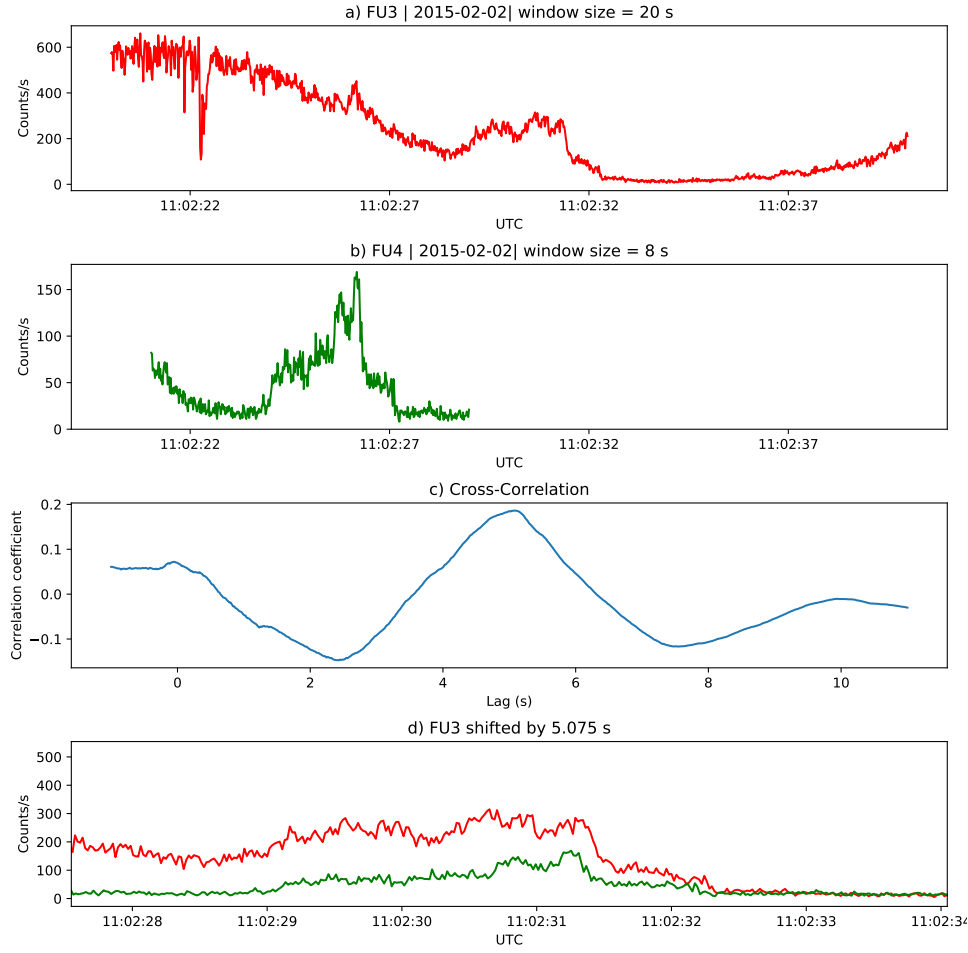 a) FU3 | 2015-02-02| window size = 20 s
600
400
200
0
Counts/s
11:02:22 11:02:27 11:02:32 11:02:37
UTC
b) FU4 | 2015-02-02| window size = 8 s
150
100
50
0
Counts/s
11:02:22 11:02:27 11:02:32 11:02:37
UTC
c) Cross-Correlation
0.2
0.1
0.0
−0.1
Correlation coefficient
0 2 4 6 8 10
Lag (s)
d) FU3 shifted by 5.075 s
500
400
300
200
100
0
Counts/s
11:02:28 11:02:29 11:02:30 11:02:31 11:02:32 11:02:33 11:02:34
UTC